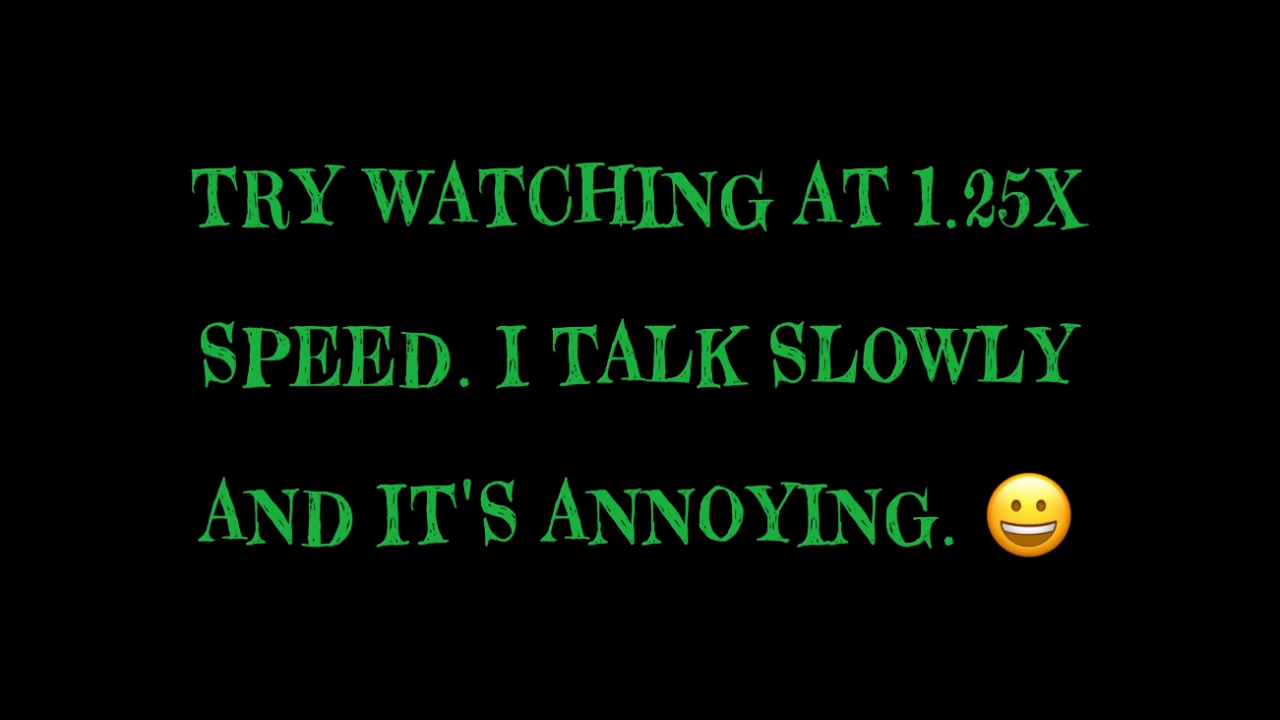 TRY WATCHING AT 1.25X
SPEED. I TALK SLOWLY
AND IT'S ANNOYING. 😀